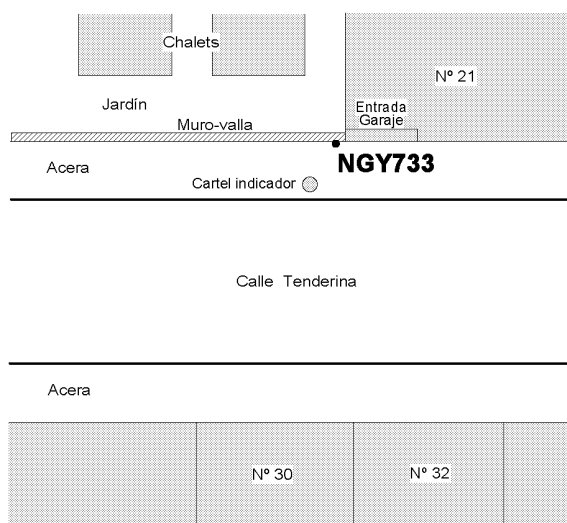 Chalets
Nº 21
Jardín
Entrada
Garaje
Muro-valla
NGY733
Acera
Cartel indicador
Calle Tenderina
Acera
Nº 30
Nº 32